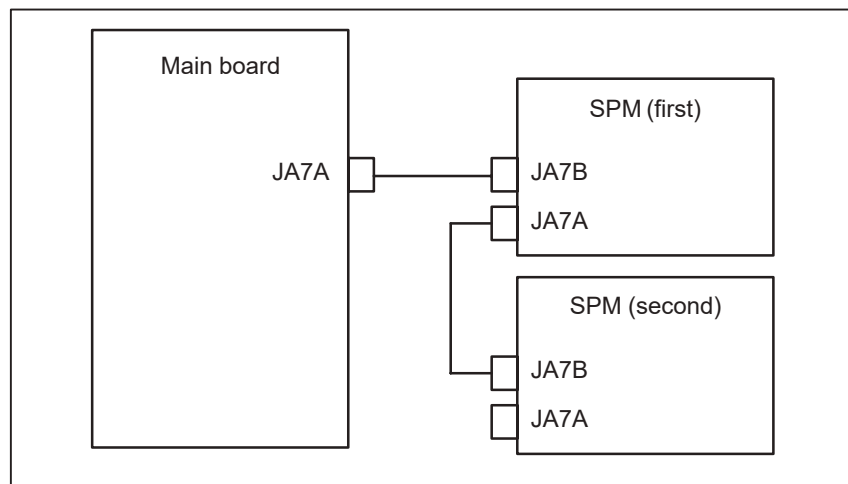 Main board
JA7A
SPM (first)
JA7B
JA7A
SPM (second)
JA7B
JA7A